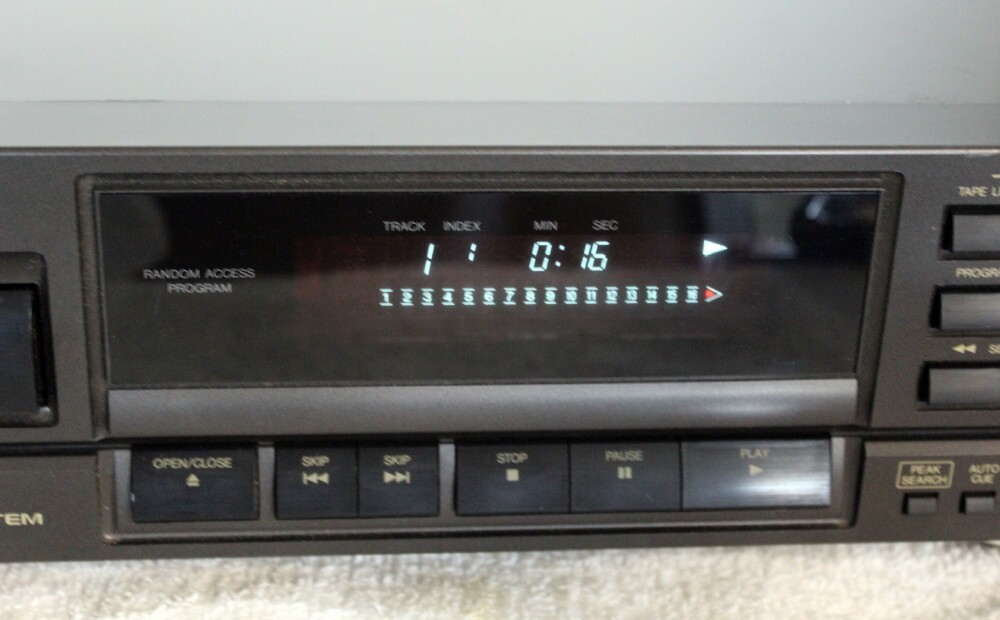 TRACK INDEX MIN SEC
1 1 0:16
RANDOM ACCESS
PROGRAM
1 2 3 4 5 6 7 8 9 10 11 12 13 14 15 16
OPEN/CLOSE
SKIP
SKIP
STOP
PAUSE
PLAY
TAPE
PEAK
SEARCH
AUTO
CUE